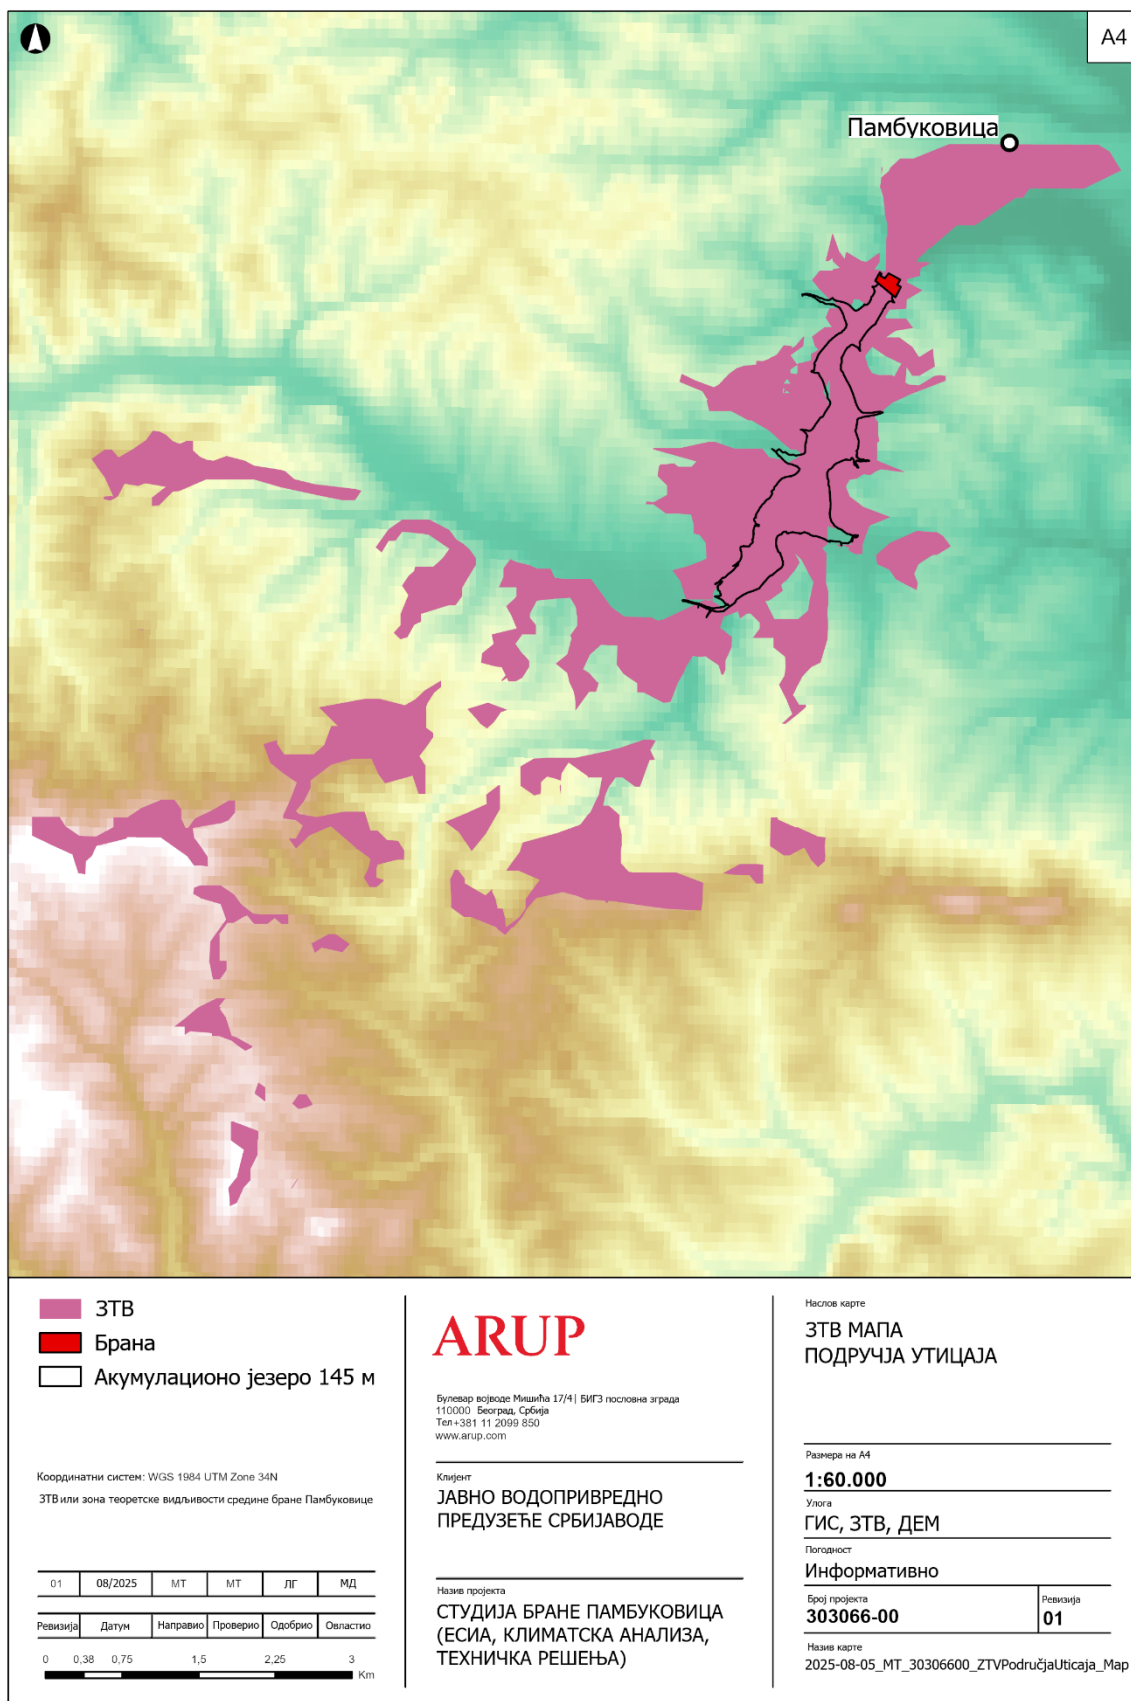 A4
Памбуковица
ЗТВ
Брана
Акумулационо језеро 145 м
Координатни систем: WGS 1984 UTM Zone 34N
ЗТВ или зона теоретске видљивости средине бране Памбуковице
01 08/2025 МТ МТ ЛГ МД
Ревизија Датум Направио Проверио Одобрио Овластио
0 0,38 0,75 1,5 2,25 3
Km
ARUP
Булевар војводе Мишића 17/4| БИГЗ пословна зграда
110000 Београд, Србија
Тел+381 11 2099 850
www.arup.com
Клијент
ЈАВНО ВОДОПРИВРЕДНО
ПРЕДУЗЕЋЕ СРБИЈАВОДЕ
Назив пројекта
СТУДИЈА БРАНЕ ПАМБУКОВИЦА
(ЕСИА, КЛИМАТСКА АНАЛИЗА,
ТЕХНИЧКА РЕШЕЊА)
Наслов карте
ЗТВ МАПА
ПОДРУЧЈА УТИЦАЈА
Размера на А4
1:60.000
Улога
ГИС, ЗТВ, ДЕМ
Погодност
Информативно
Број пројекта
303066-00
Ревизија
01
Назив карте
2025-08-05_MT_30306600_ZTVPodručjaUticaja_Map